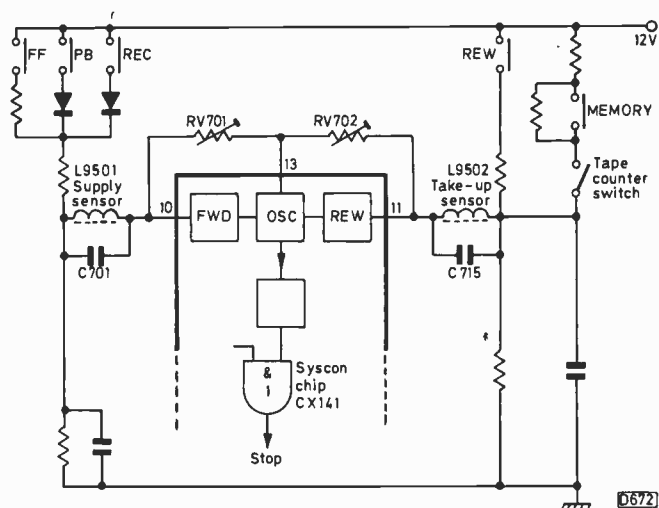 FF PB REC REW 12V
MEMORY
RV701 RV702
13
L9501
Supply
sensor
L9502
Take-up
sensor
Tape
counter
switch
10 FWD OSC REW 11
C701
C715
&
1
Syscon
chip
CX141
Stop
D672